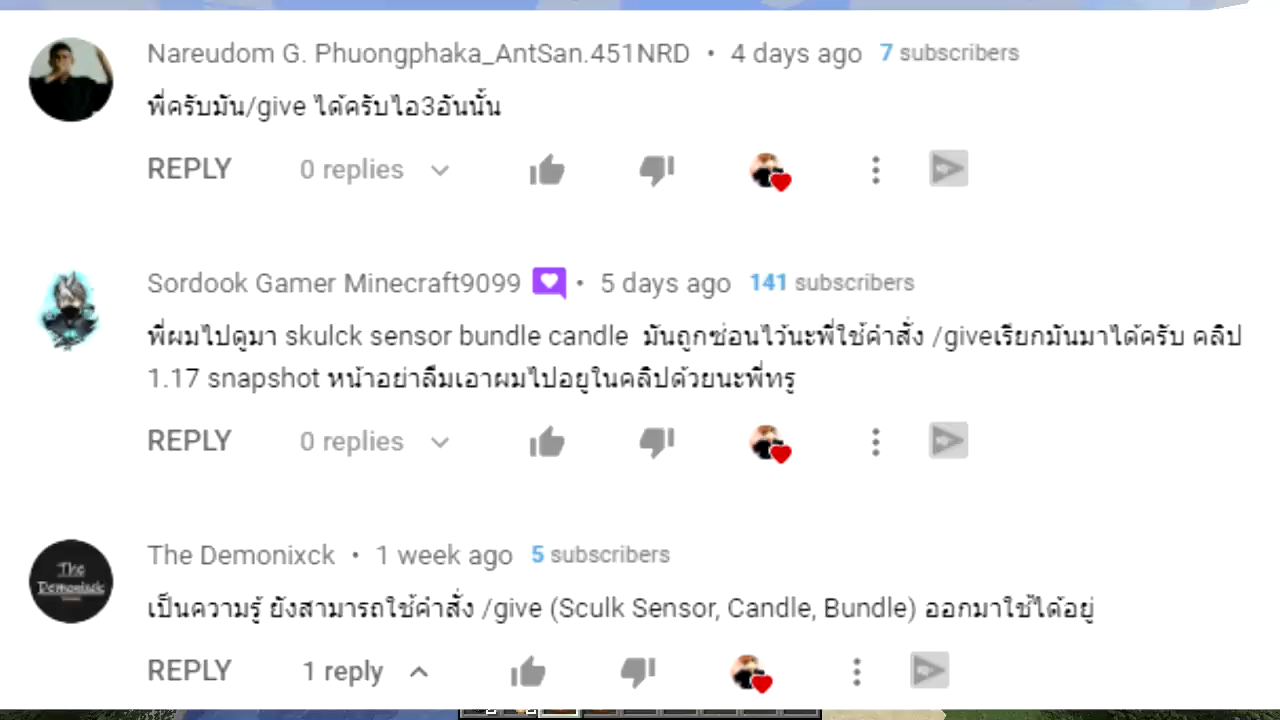 Nareudom G. Phuongphaka_AntSan.451NRD • 4 days ago 7 subscribers
พี่ครับมัน/give ได้ครับไอ3อันนั้น
REPLY 0 replies
Sordook Gamer Minecraft9099 • 5 days ago 141 subscribers
พี่ผมไปดูมา skulck sensor bundle candle มันถูกซ่อนไว้นะพี่ใช้คำสั่ง /giveเรียกมันมาได้ครับ คลิป
1.17 snapshot หน้าอย่าลืมเอาผมไปอยูในคลิปด้วยนะพี่ทรู
REPLY 0 replies
The Demonixck
The Demonixck • 1 week ago 5 subscribers
เป็นความรู้ ยังสามารถใช้คำสั่ง /give (Sculk Sensor, Candle, Bundle) ออกมาใช้ได้อยู่
REPLY 1 reply